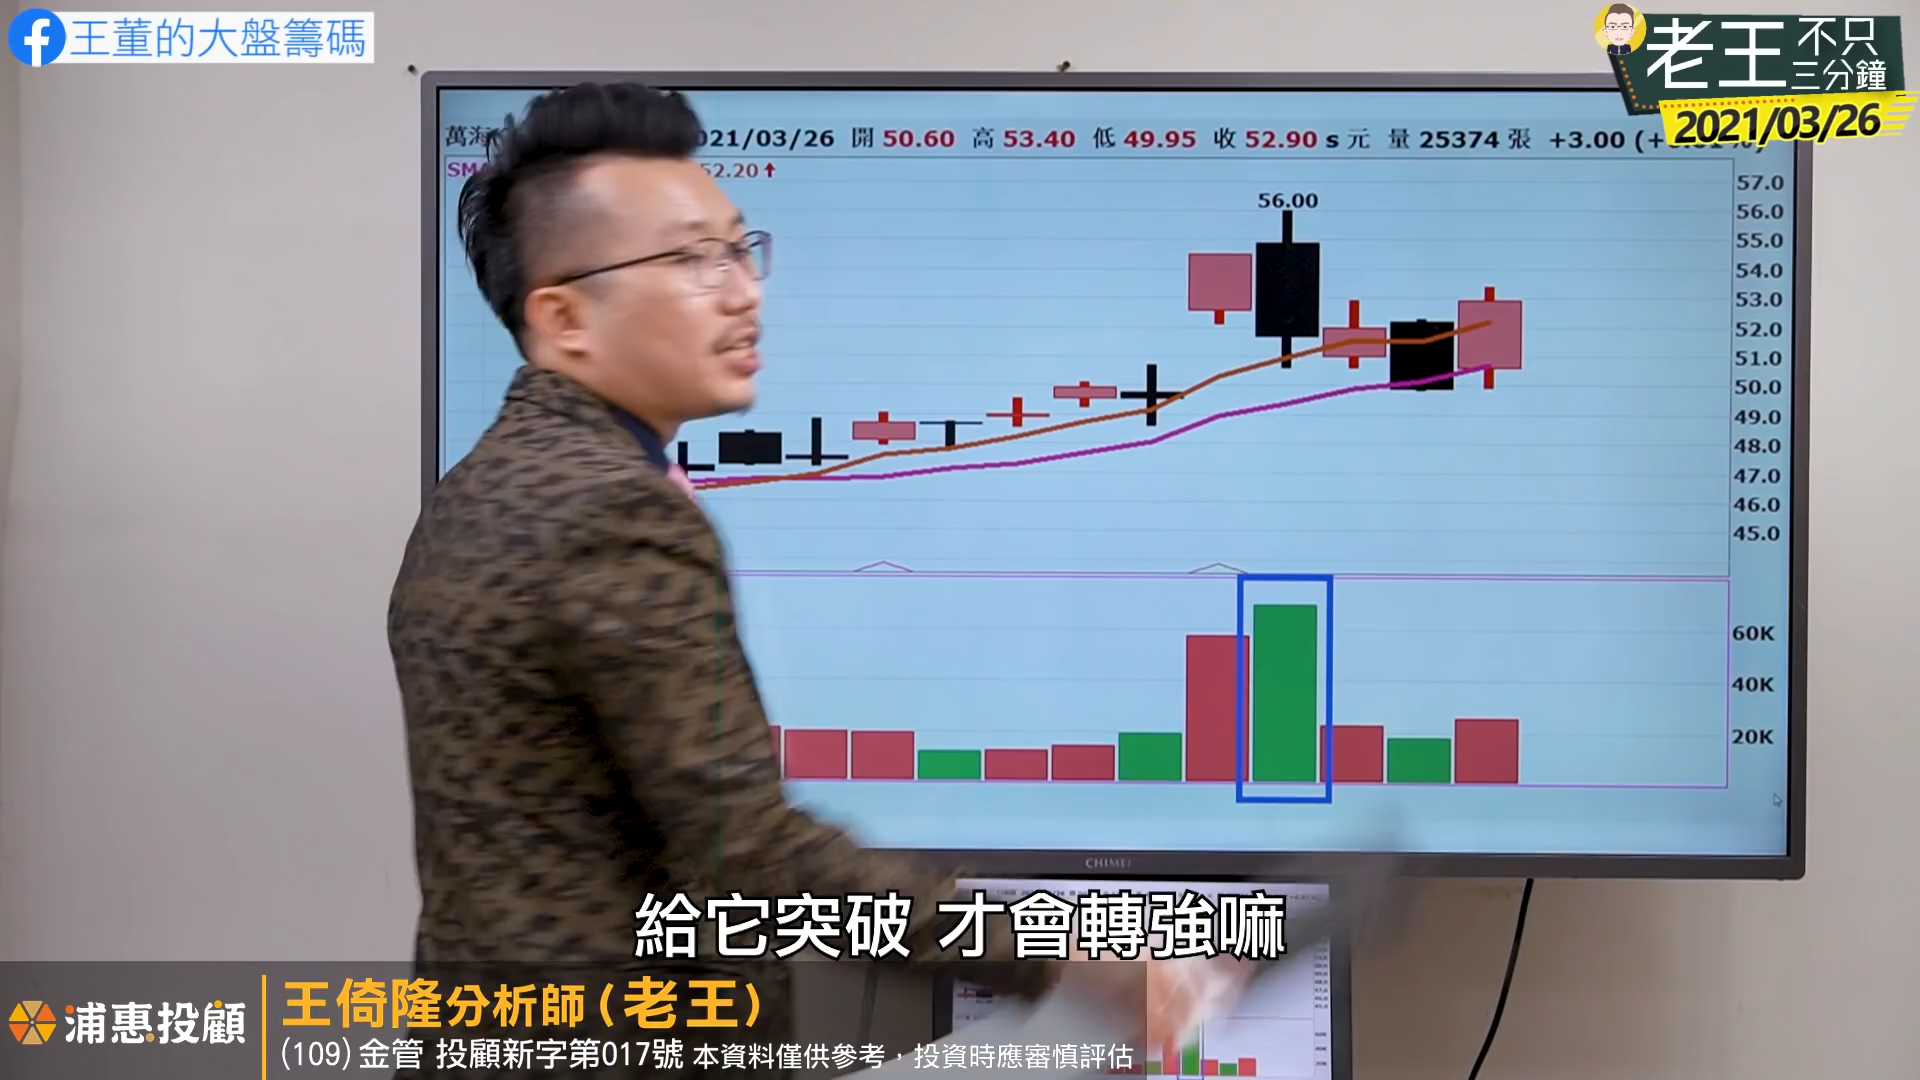 王董的大盤籌碼
老王 不只三分鐘
2021/03/26
萬海 2021/03/26 開 50.60 高 53.40 低 49.95 收 52.90 s 元 量 25374 張 +3.00
SMA 52.20↑
57.0
56.00
56.0
55.0
54.0
53.0
52.0
51.0
50.0
49.0
48.0
47.0
46.0
45.0
60K
40K
20K
CHIMEI
給它突破 才會轉強嘛
浦惠投顧
王倚隆分析師(老王)
(109)金管 投顧新字第017號 本資料僅供參考，投資時應審慎評估